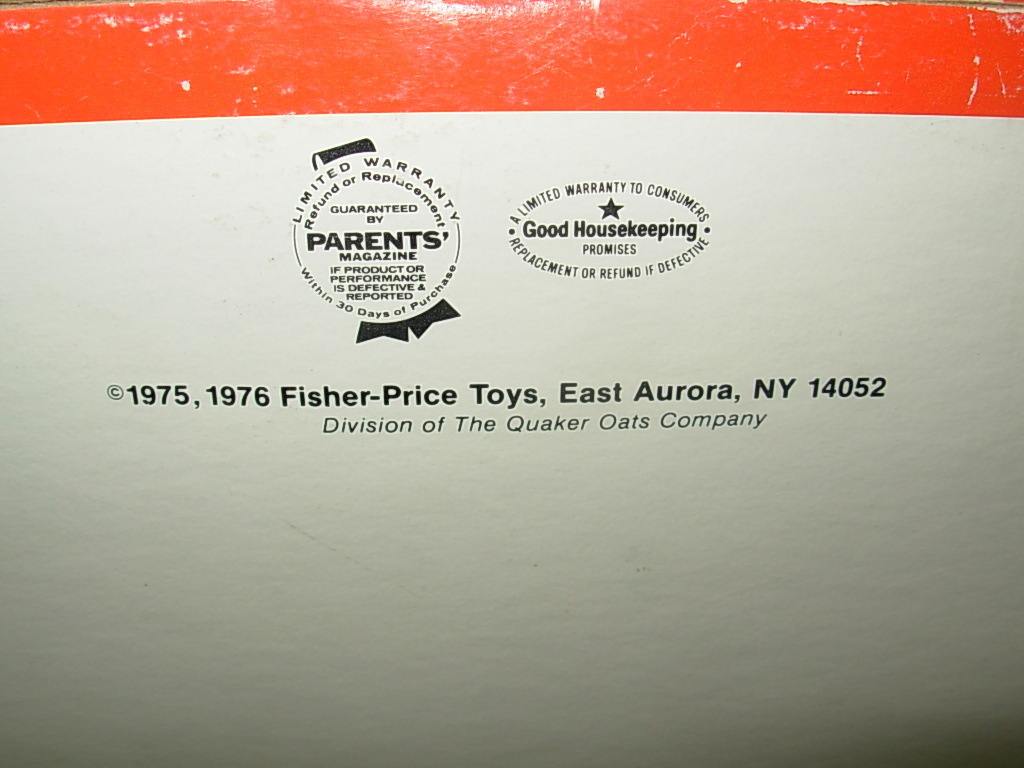 LIMITED WARRANTY
Refund or Replacement
GUARANTEED
BY
PARENTS'
MAGAZINE
IF PRODUCT OR
PERFORMANCE
IS DEFECTIVE &
REPORTED
Within 30 Days of Purchase
A LIMITED WARRANTY TO CONSUMERS
★
• Good Housekeeping •
PROMISES
REPLACEMENT OR REFUND IF DEFECTIVE
©1975, 1976 Fisher-Price Toys, East Aurora, NY 14052
Division of The Quaker Oats Company